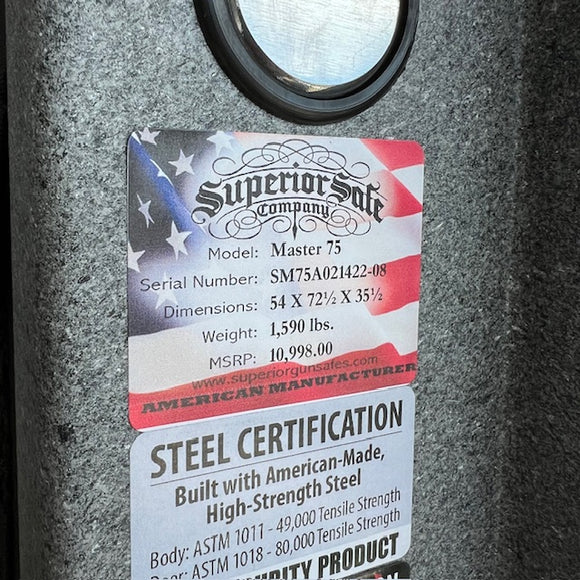 Superior Safe
Company
Model: Master 75
Serial Number: SM75A021422-08
Dimensions: 54 X 72½ X 35½
Weight: 1,590 lbs.
MSRP: 10,998.00
www.superiorgunsafes.com
AMERICAN MANUFACTURER
STEEL CERTIFICATION
Built with American-Made,
High-Strength Steel
Body: ASTM 1011 - 49,000 Tensile Strength
Door: ASTM 1018 - 80,000 Tensile Strength
PRODUCT